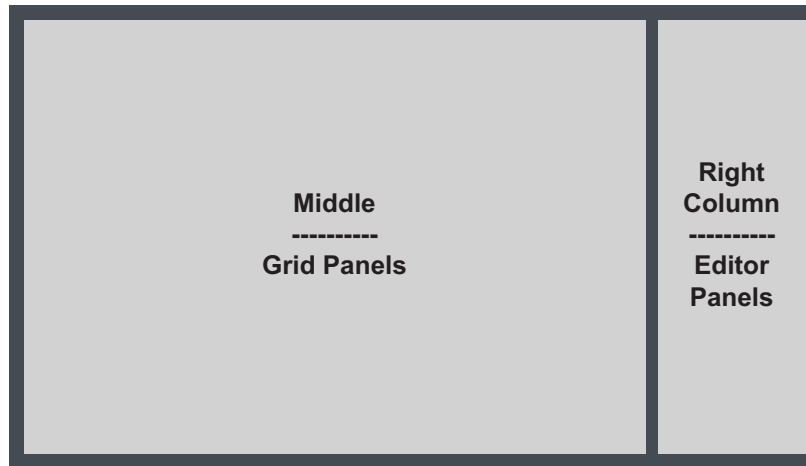 Middle
----------
Grid Panels
Right
Column
----------
Editor
Panels